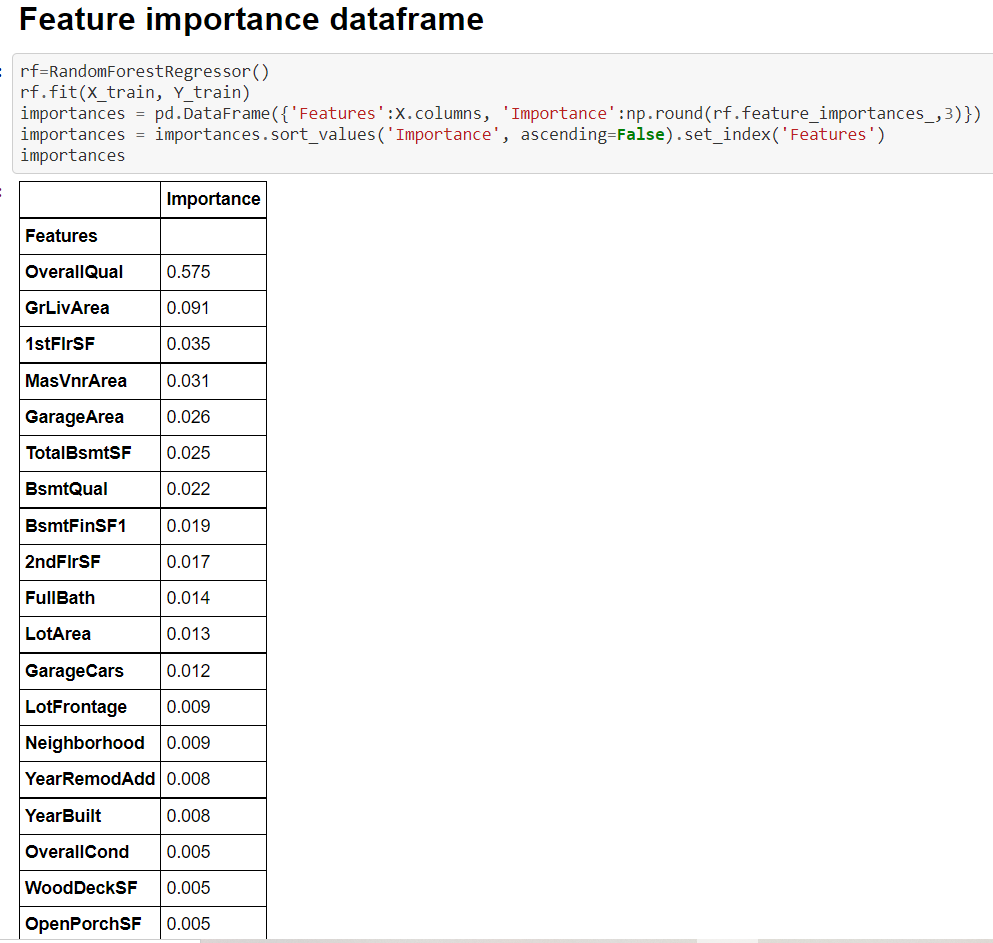 Feature importance dataframe
rf=RandomForestRegressor()
rf.fit(X_train, Y_train)
importances = pd.DataFrame({'Features':X.columns, 'Importance':np.round(rf.feature_importances_,3)})
importances = importances.sort_values('Importance', ascending=False).set_index('Features')
importances
Importance
Features
OverallQual 0.575
GrLivArea 0.091
1stFlrSF 0.035
MasVnrArea 0.031
GarageArea 0.026
TotalBsmtSF 0.025
BsmtQual 0.022
BsmtFinSF1 0.019
2ndFlrSF 0.017
FullBath 0.014
LotArea 0.013
GarageCars 0.012
LotFrontage 0.009
Neighborhood 0.009
YearRemodAdd 0.008
YearBuilt 0.008
OverallCond 0.005
WoodDeckSF 0.005
OpenPorchSF 0.005